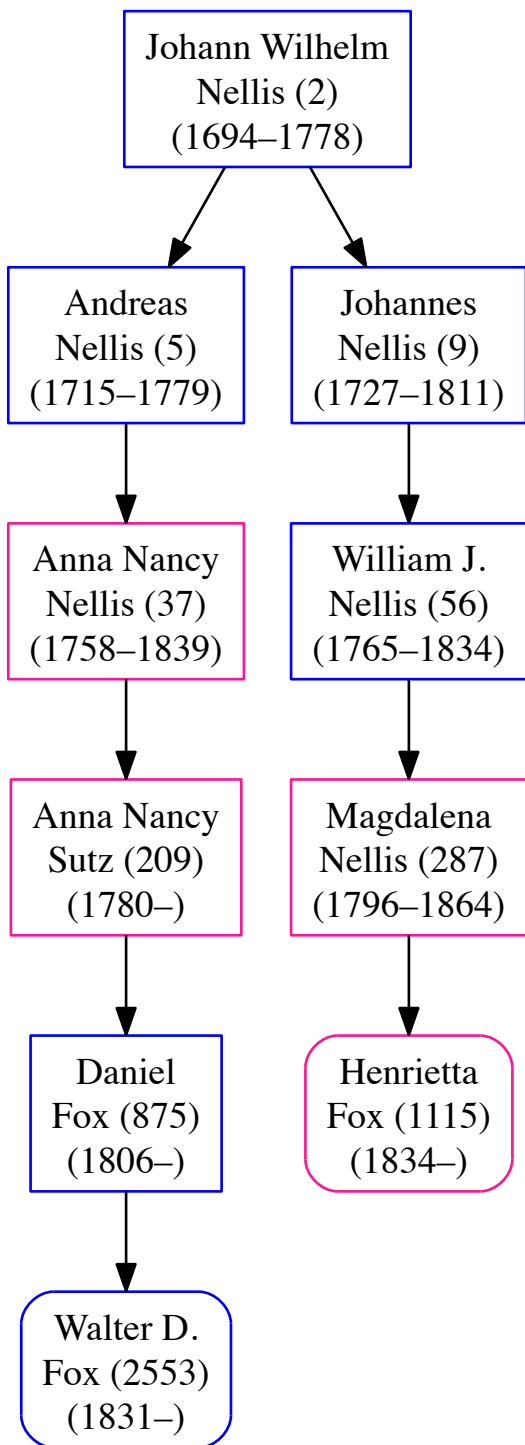 Johann Wilhelm
Nellis (2)
(1694–1778)
Andreas
Nellis (5)
(1715–1779)
Johannes
Nellis (9)
(1727–1811)
Anna Nancy
Nellis (37)
(1758–1839)
William J.
Nellis (56)
(1765–1834)
Anna Nancy
Sutz (209)
(1780–)
Magdalena
Nellis (287)
(1796–1864)
Daniel
Fox (875)
(1806–)
Henrietta
Fox (1115)
(1834–)
Walter D.
Fox (2553)
(1831–)